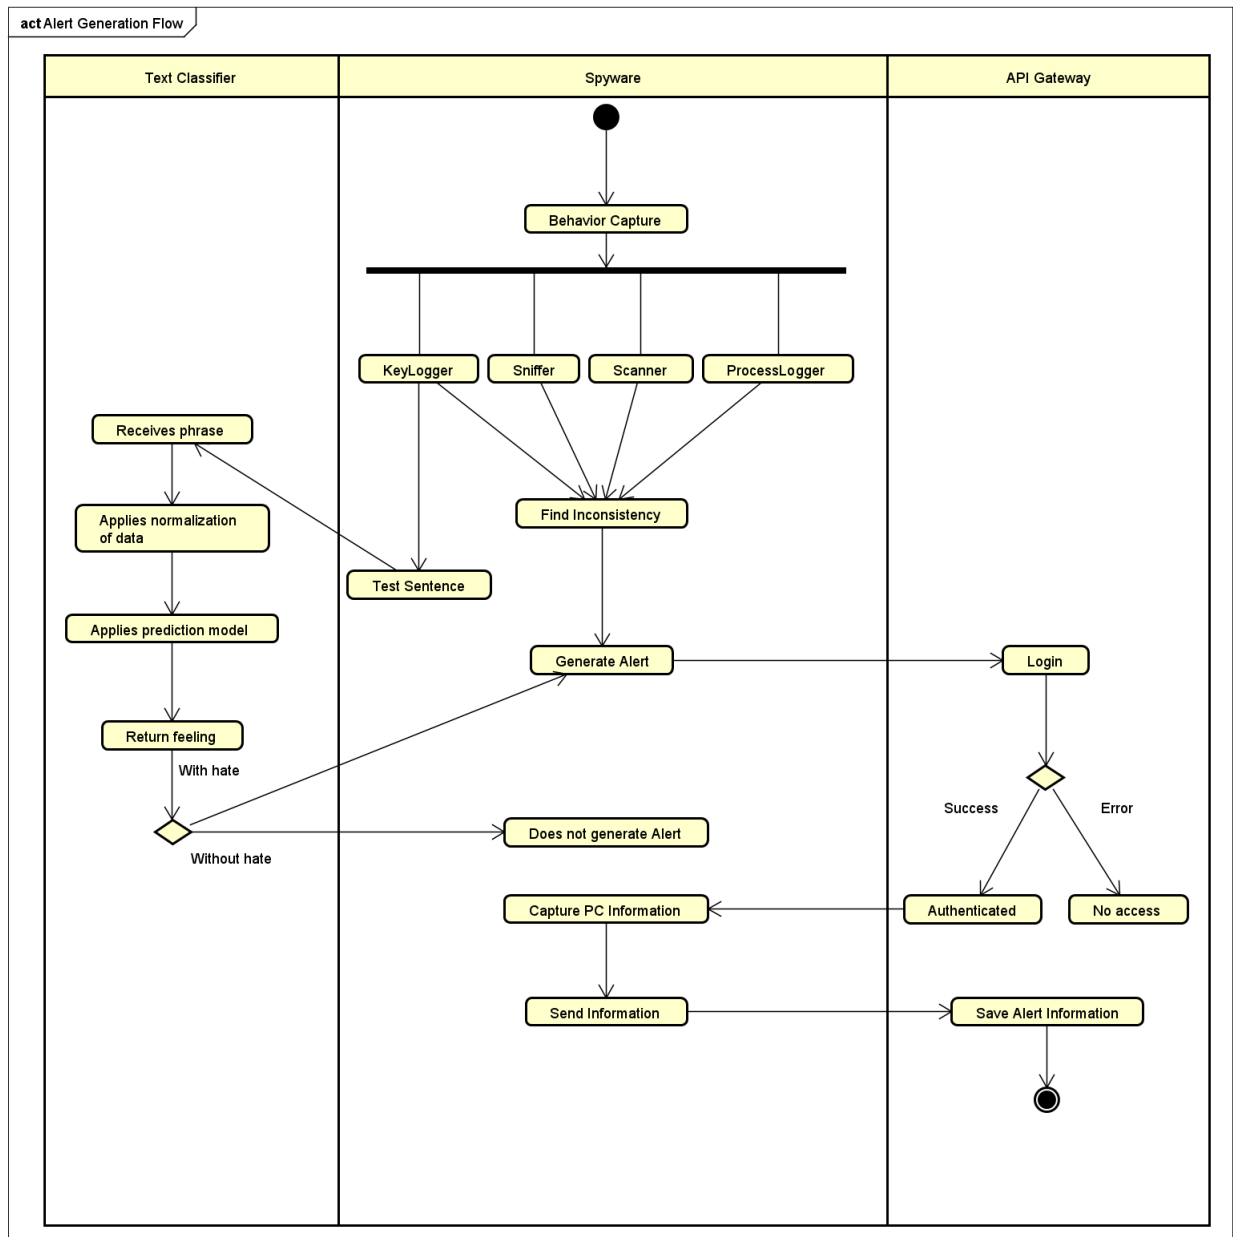 act Alert Generation Flow
Text Classifier
Spyware
API Gateway
Behavior Capture
KeyLogger
Sniffer
Scanner
ProcessLogger
Receives phrase
Applies normalization
of data
Find Inconsistency
Test Sentence
Applies prediction model
Generate Alert
Login
Return feeling
With hate
Success
Error
Does not generate Alert
Without hate
Capture PC Information
Authenticated
No access
Send Information
Save Alert Information